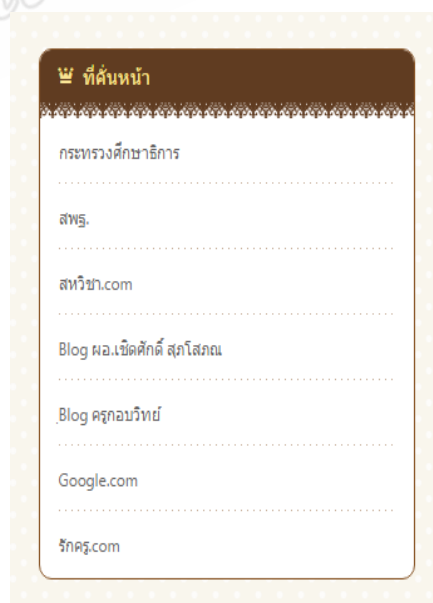 ที่คั่นหน้า
กระทรวงศึกษาธิการ
สพฐ.
สหวิชา.com
Blog ผอ.เชิดศักดิ์ ศุภโสภณ
ฺBlog ครูกอบวิทย์
Google.com
รักครู.com